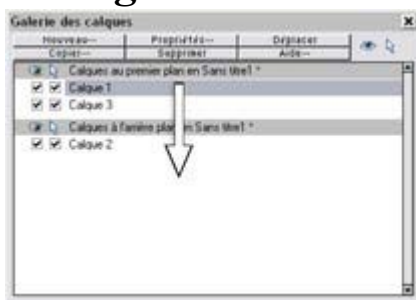 Galerie des calques
Nouveau... Propriétés... Déplacer
Copier... Supprimer Aide...
Calques au premier plan en Sans titre1 *
Calque 1
Calque 3
Calques à l'arrière plan en Sans titre1 *
Calque 2